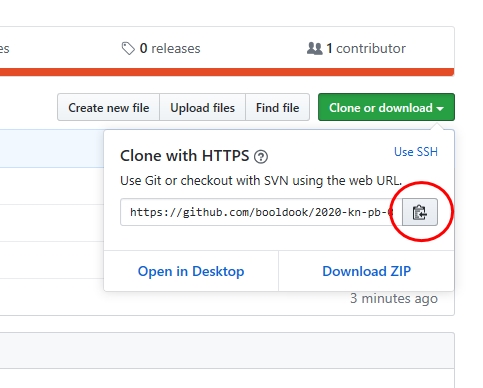 es
0 releases
1 contributor
Create new file
Upload files
Find file
Clone or download
Clone with HTTPS
Use SSH
Use Git or checkout with SVN using the web URL.
https://github.com/booldook/2020-kn-pb-
Open in Desktop
Download ZIP
3 minutes ago